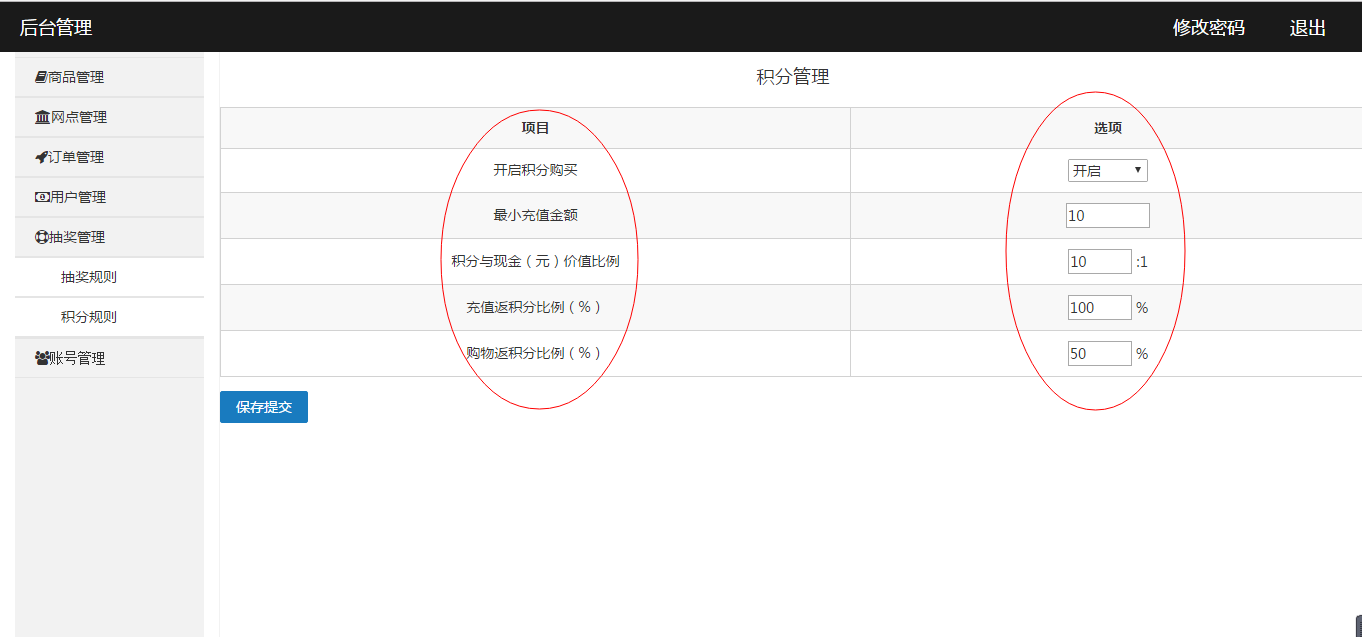 后台管理 修改密码 退出
商品管理
网点管理
订单管理
用户管理
抽奖管理
抽奖规则
积分规则
账号管理
积分管理
项目 选项
开启积分购买 开启
最小充值金额 10
积分与现金（元）价值比例 10 :1
充值返积分比例（%） 100 %
购物返积分比例（%） 50 %
保存提交